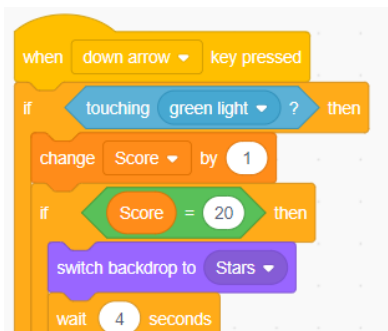 when down arrow key pressed
if touching green light ? then
change Score by 1
if Score = 20 then
switch backdrop to Stars
wait 4 seconds